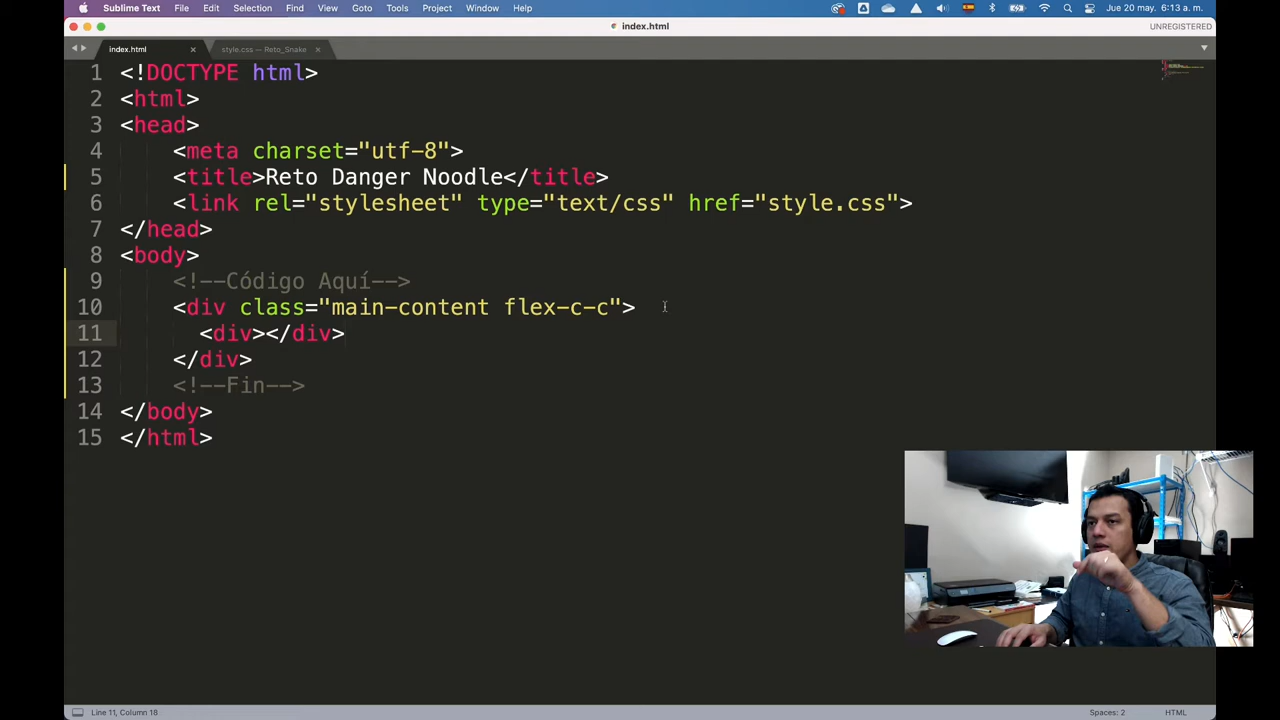 Sublime Text File Edit Selection Find View Goto Tools Project Window Help Jue 20 may. 6:13 a. m.
index.html UNREGISTERED
index.html × style.css — Reto_Snake ×
1 <!DOCTYPE html>
2 <html>
3 <head>
4 <meta charset="utf-8">
5 <title>Reto Danger Noodle</title>
6 <link rel="stylesheet" type="text/css" href="style.css">
7 </head>
8 <body>
9 <!--Código Aquí-->
10 <div class="main-content flex-c-c">
11 <div></div>
12 </div>
13 <!--Fin-->
14 </body>
15 </html>
Line 11, Column 18 Spaces: 2 HTML